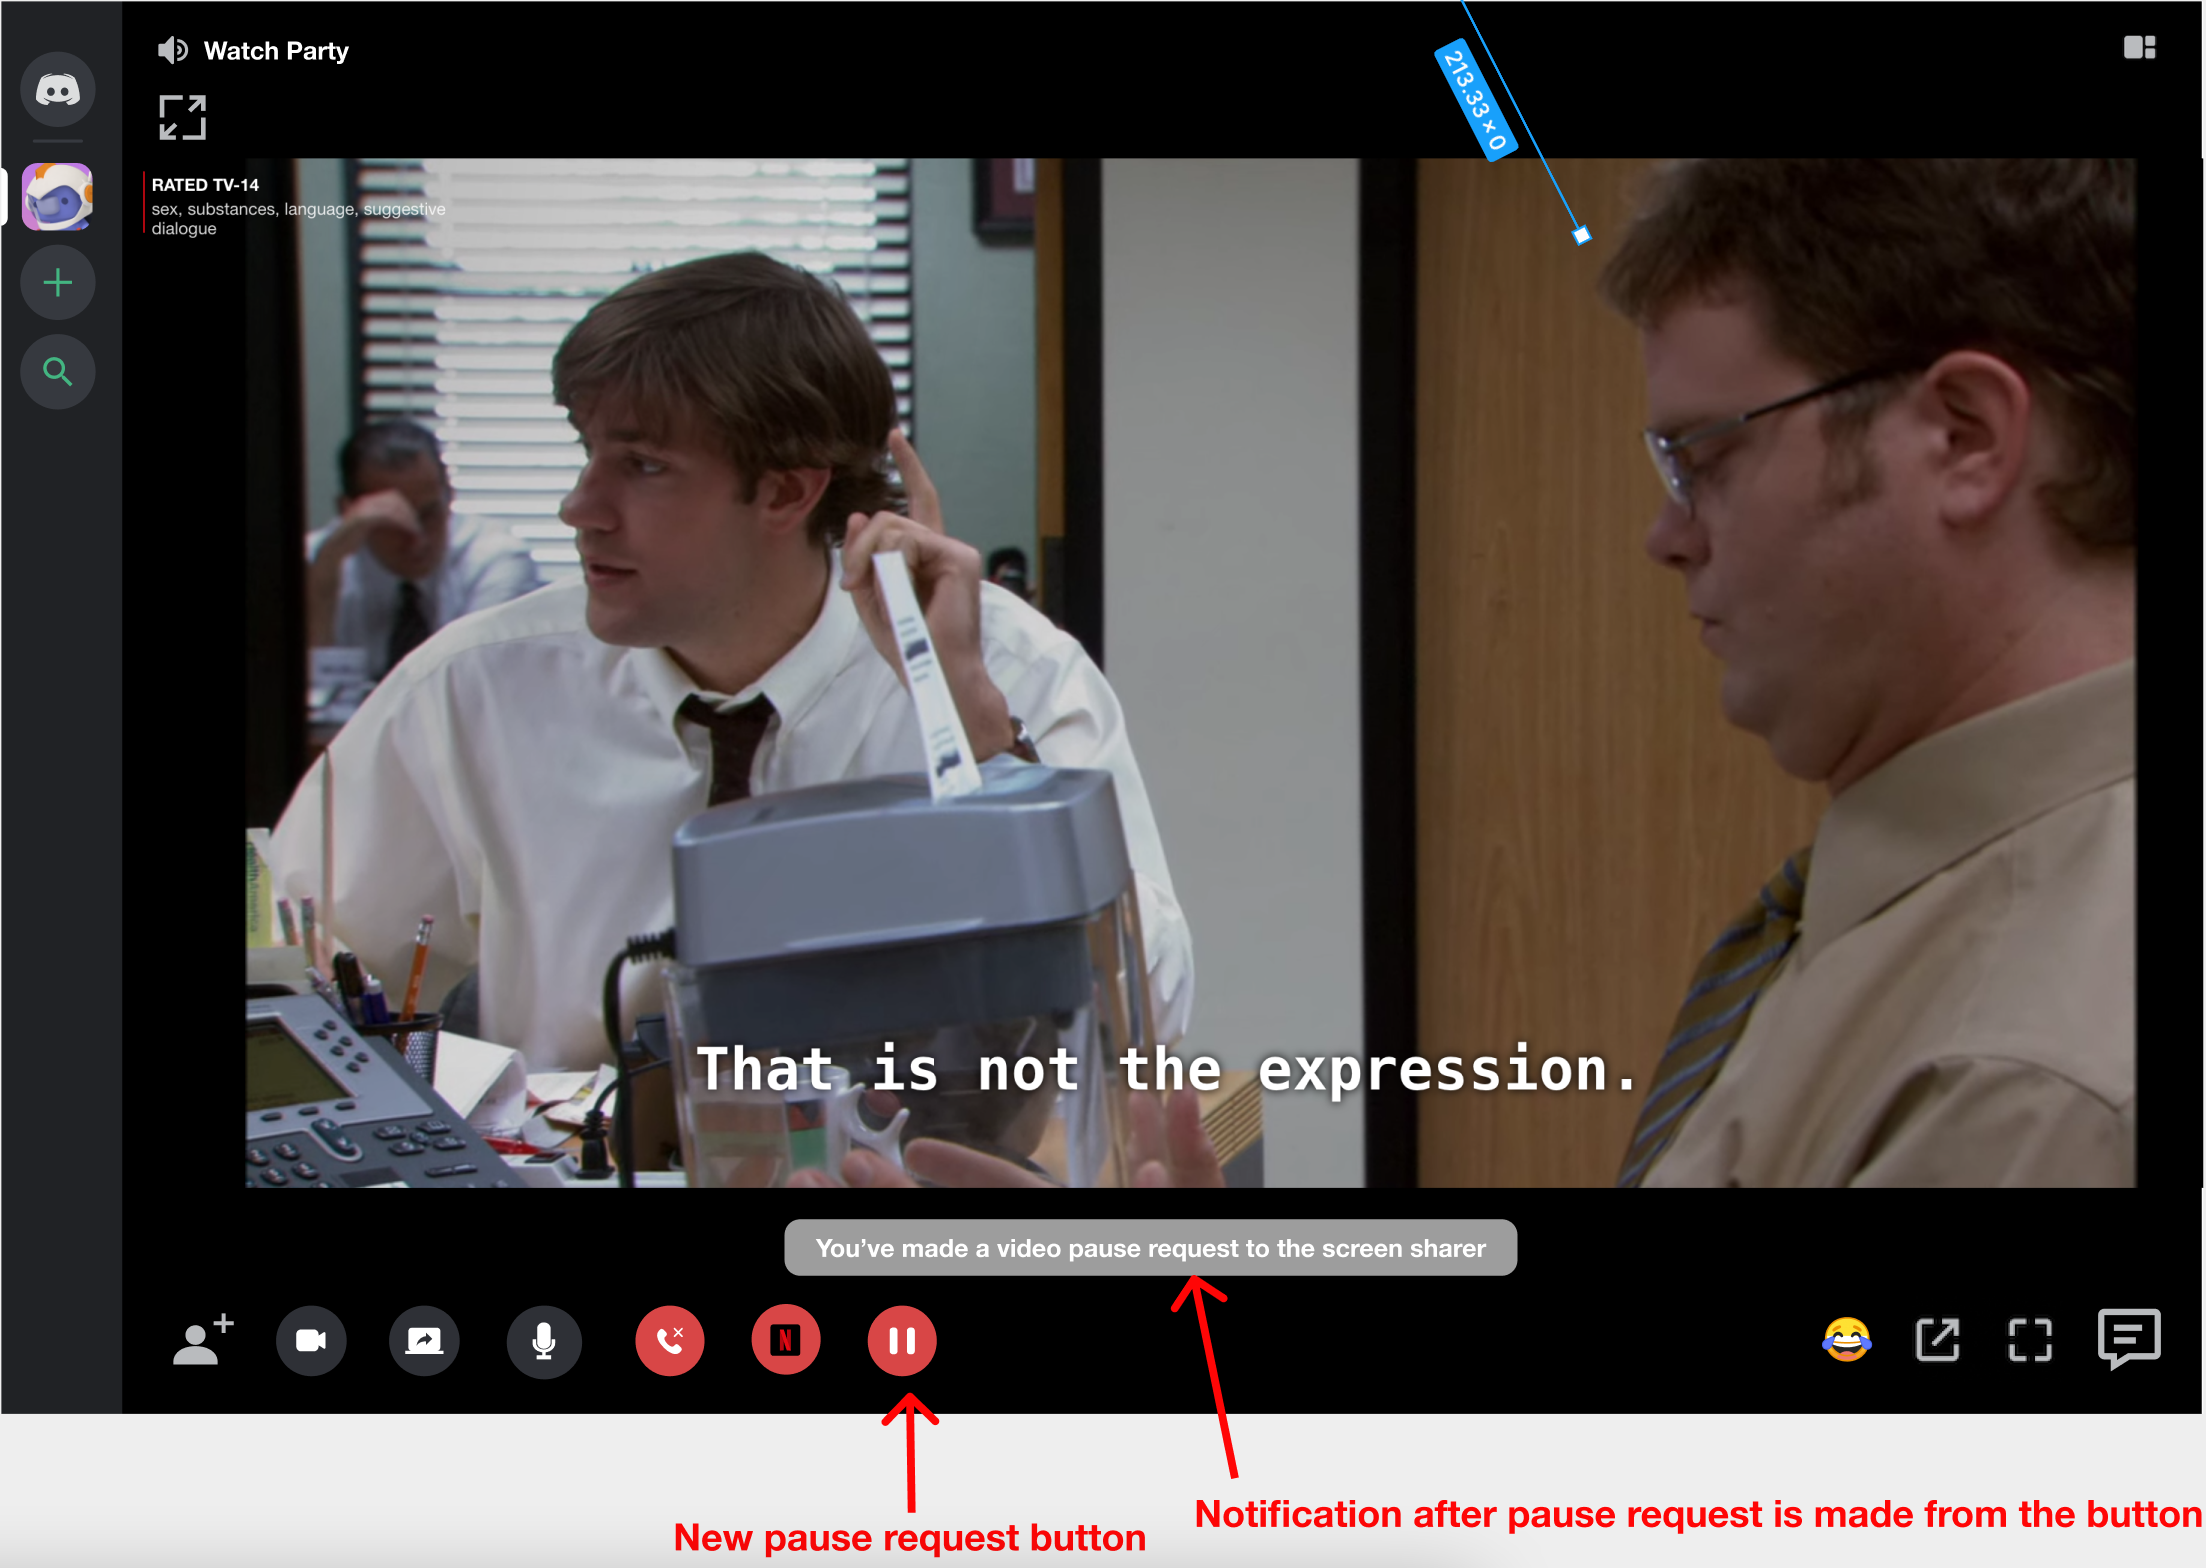 Watch Party
213.33 × 0
RATED TV-14
sex, substances, language, suggestive
dialogue
That is not the expression.
You’ve made a video pause request to the screen sharer
N
New pause request button
Notification after pause request is made from the button